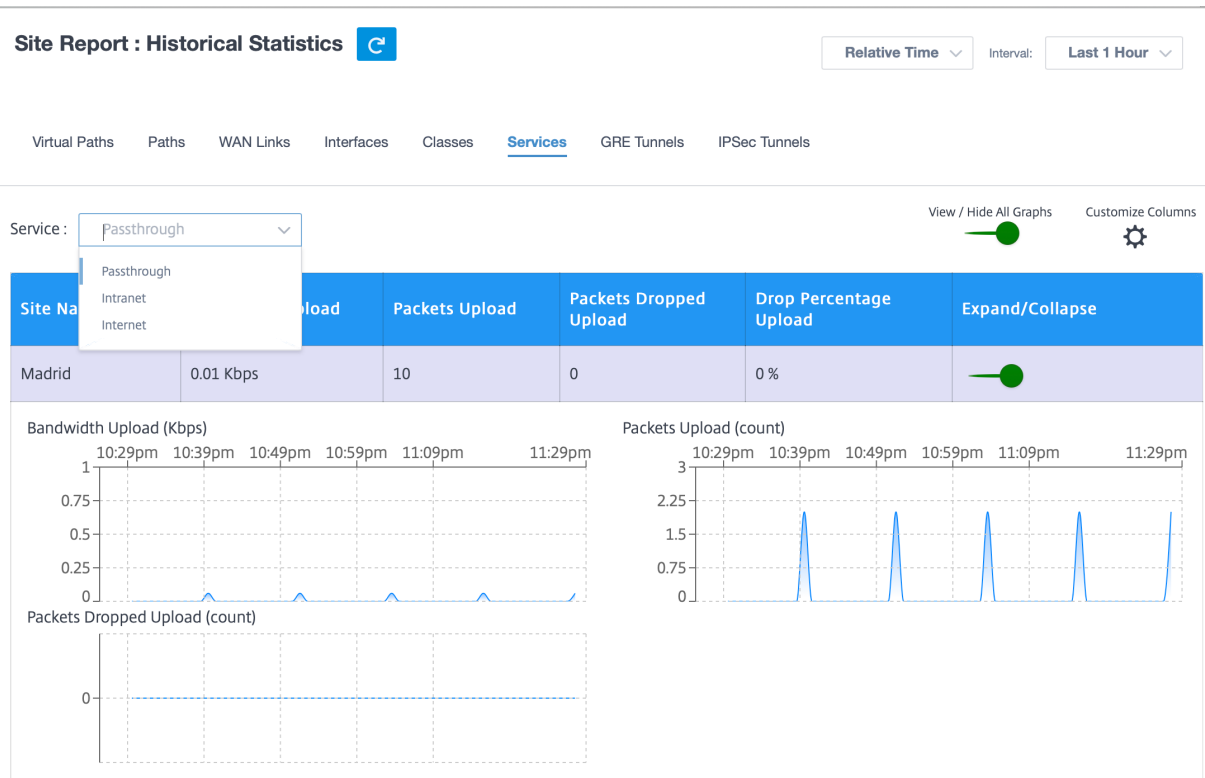 Site Report : Historical Statistics
Relative Time
Interval:
Last 1 Hour
Virtual Paths
Paths
WAN Links
Interfaces
Classes
Services
GRE Tunnels
IPSec Tunnels
Service :
Passthrough
View / Hide All Graphs
Customize Columns
Passthrough
Intranet
Internet
Site Na
load
Packets Upload
Packets Dropped
Upload
Drop Percentage
Upload
Expand/Collapse
Madrid
0.01 Kbps
10
0
0 %
Bandwidth Upload (Kbps)
10:29pm 10:39pm 10:49pm 10:59pm 11:09pm 11:29pm
1
0.75
0.5
0.25
0
Packets Upload (count)
10:29pm 10:39pm 10:49pm 10:59pm 11:09pm 11:29pm
3
2.25
1.5
0.75
0
Packets Dropped Upload (count)
0